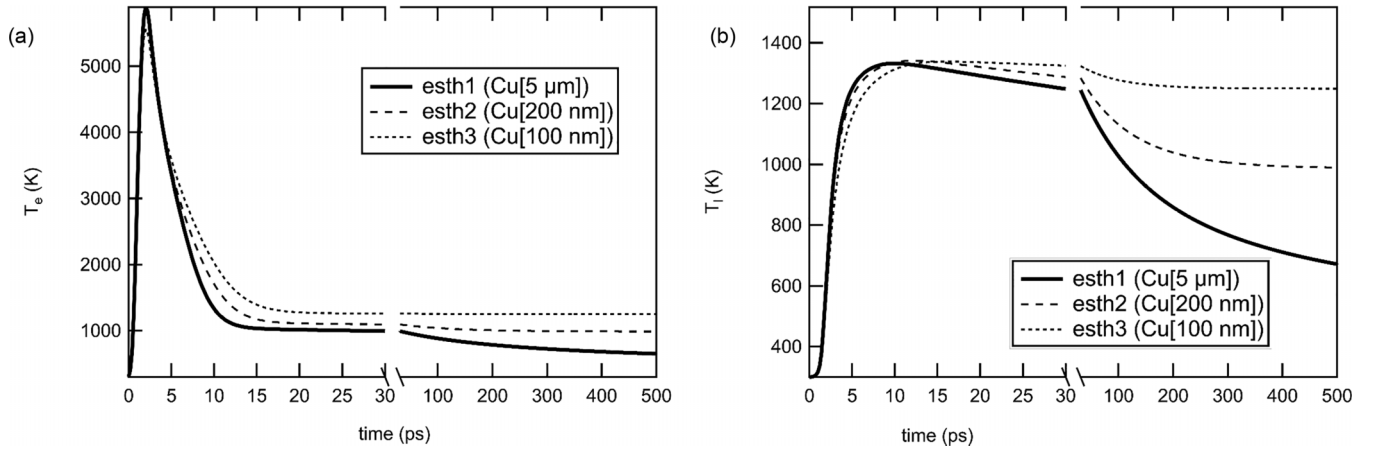 (a)
T_e (K)
5000
4000
3000
2000
1000
esth1 (Cu[5 μm])
esth2 (Cu[200 nm])
esth3 (Cu[100 nm])
0 5 10 15 20 25 30 100 200 300 400 500
time (ps)
(b)
T_l (K)
1400
1200
1000
800
600
400
esth1 (Cu[5 μm])
esth2 (Cu[200 nm])
esth3 (Cu[100 nm])
0 5 10 15 20 25 30 100 200 300 400 500
time (ps)